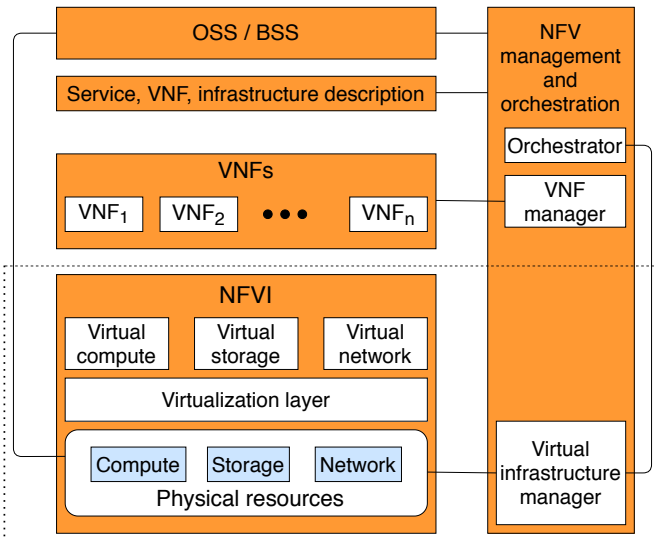 OSS / BSS
Service, VNF, infrastructure description
VNFs
VNF₁ VNF₂ ••• VNFₙ
NFVI
Virtual compute
Virtual storage
Virtual network
Virtualization layer
Compute Storage Network
Physical resources
NFV
management
and
orchestration
Orchestrator
VNF
manager
Virtual
infrastructure
manager